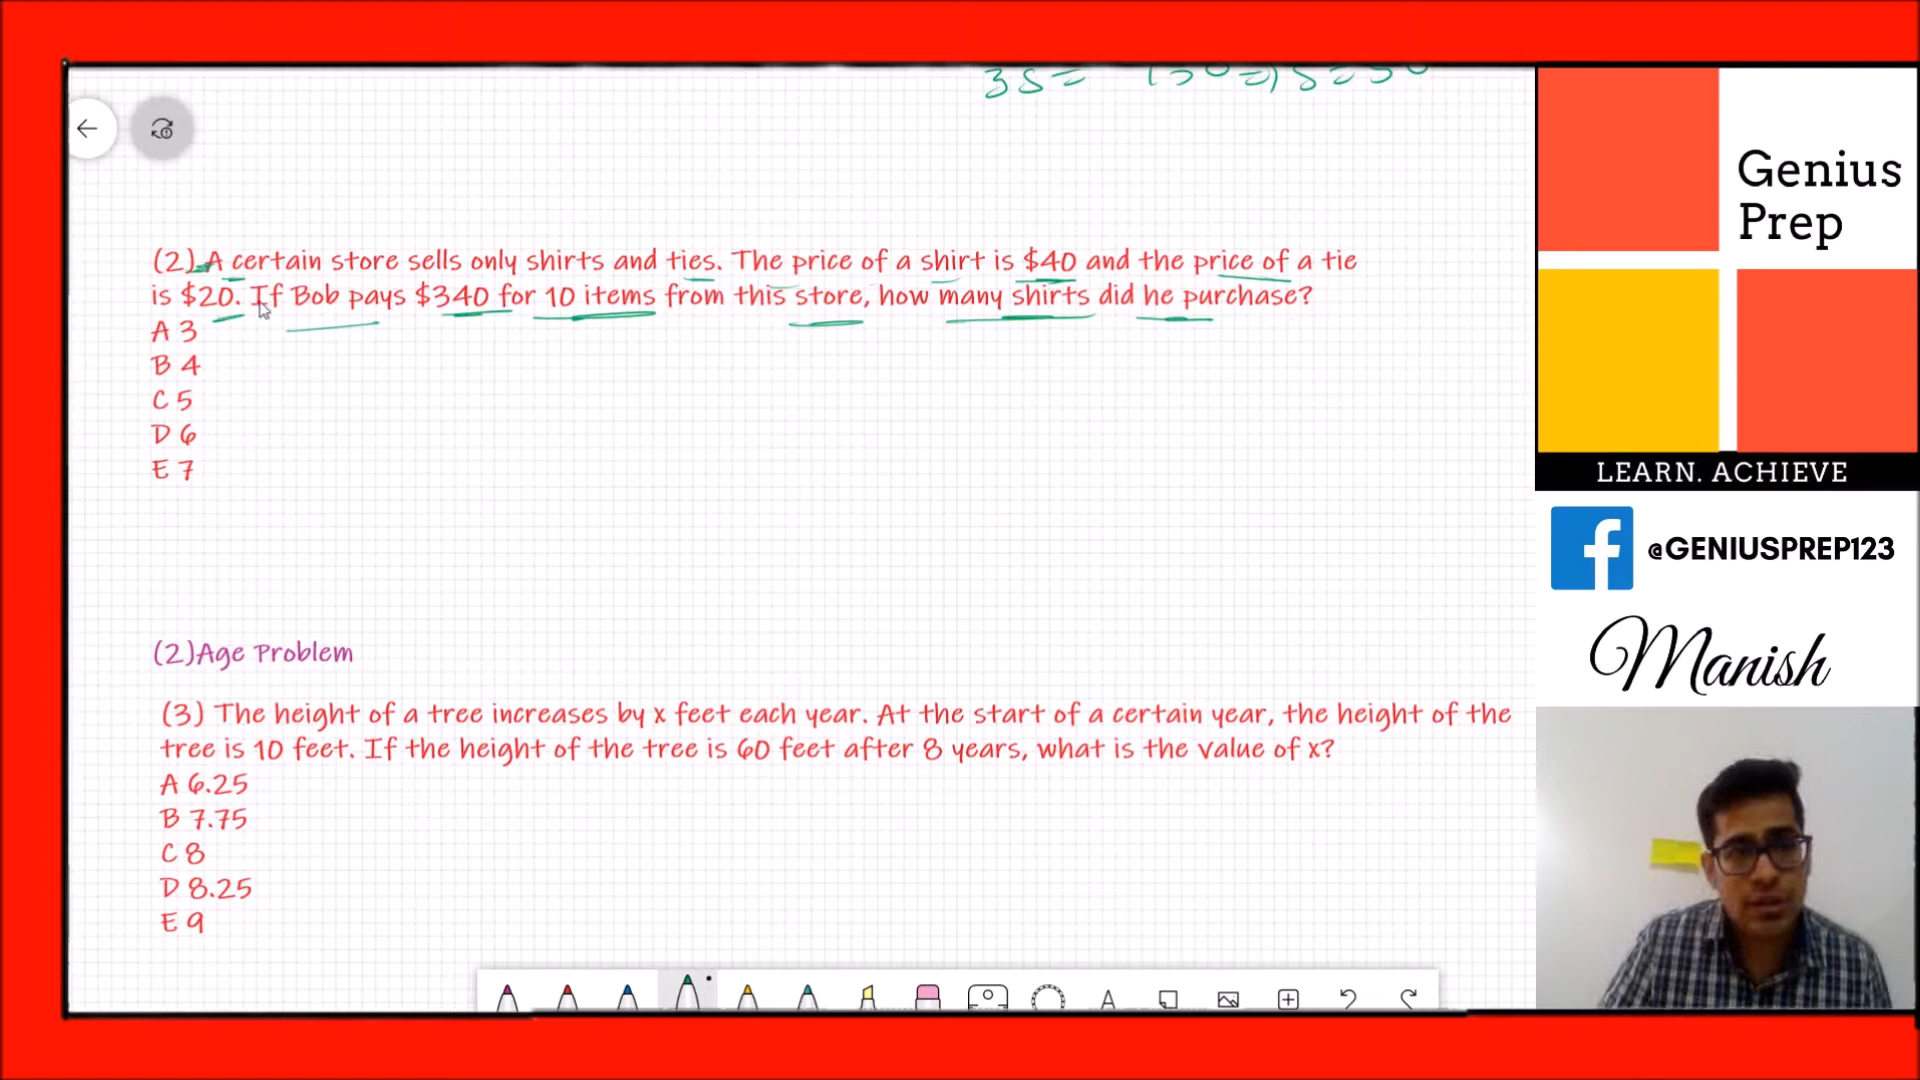 (2) A certain store sells only shirts and ties. The price of a shirt is $40 and the price of a tie
is $20. If Bob pays $340 for 10 items from this store, how many shirts did he purchase?
A 3
B 4
C 5
D 6
E 7
(2)Age Problem
(3) The height of a tree increases by x feet each year. At the start of a certain year, the height of the
tree is 10 feet. If the height of the tree is 60 feet after 8 years, what is the value of x?
A 6.25
B 7.75
C 8
D 8.25
E 9
Genius
Prep
LEARN. ACHIEVE
@GENIUSPREP123
Manish